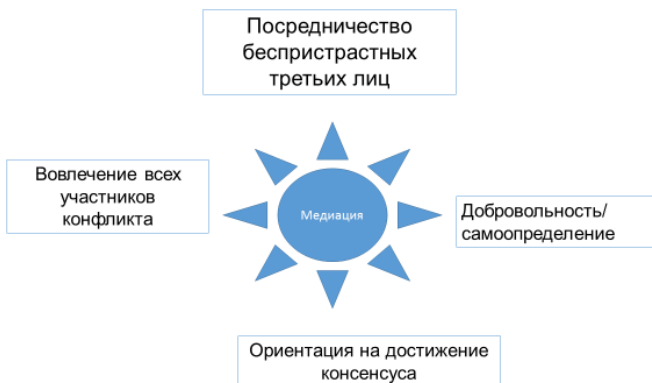 Посредничество
беспристрастных
третьих лиц
Вовлечение всех
участников
конфликта
Медиация
Добровольность/
самоопределение
Ориентация на достижение
консенсуса